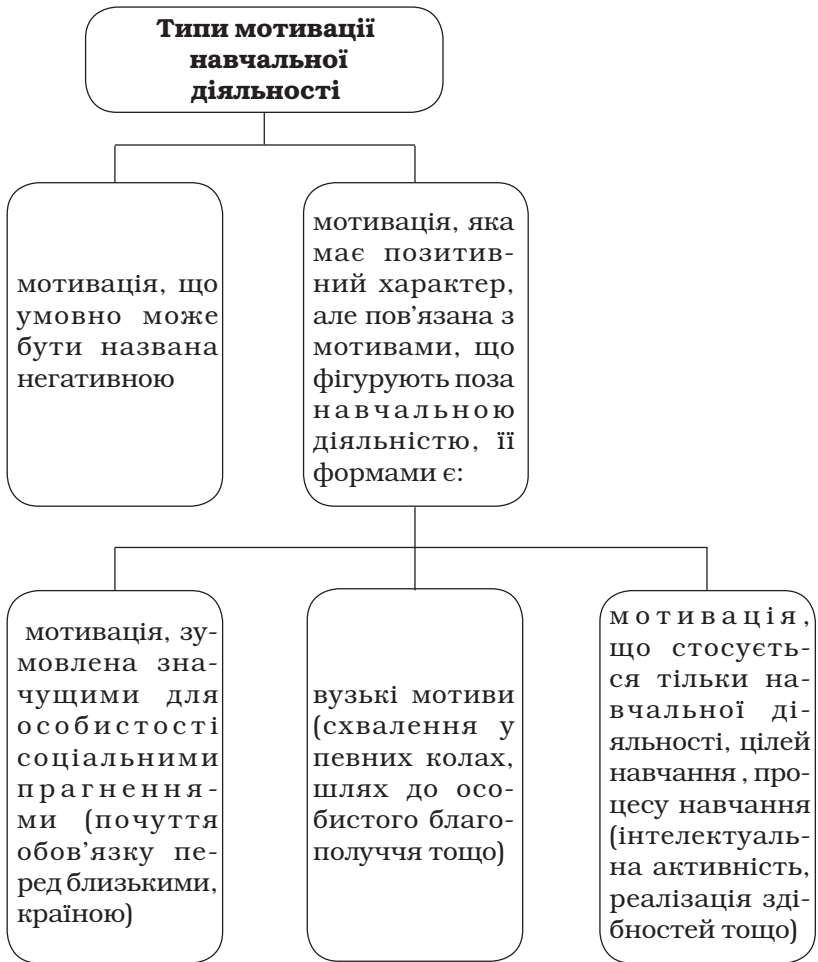 Типи мотивації
навчальної
діяльності
мотивація, що
умовно може
бути названа
негативною
мотивація, яка
має позитив-
ний характер,
але пов’язана з
мотивами, що
фігурують поза
навчальною
діяльністю, її
формами є:
мотивація, зу-
мовлена зна-
чущими для
особистості
соціальними
прагнення-
ми (почуття
обов’язку пе-
ред близькими,
країною)
вузькі мотиви
(схвалення у
певних колах,
шлях до осо-
бистого благо-
получчя тощо)
мотивація,
що стосуєть-
ся тільки на-
вчальної ді-
яльності, цілей
навчання , про-
цесу навчання
(інтелектуаль-
на активність,
реалізація зді-
бностей тощо)